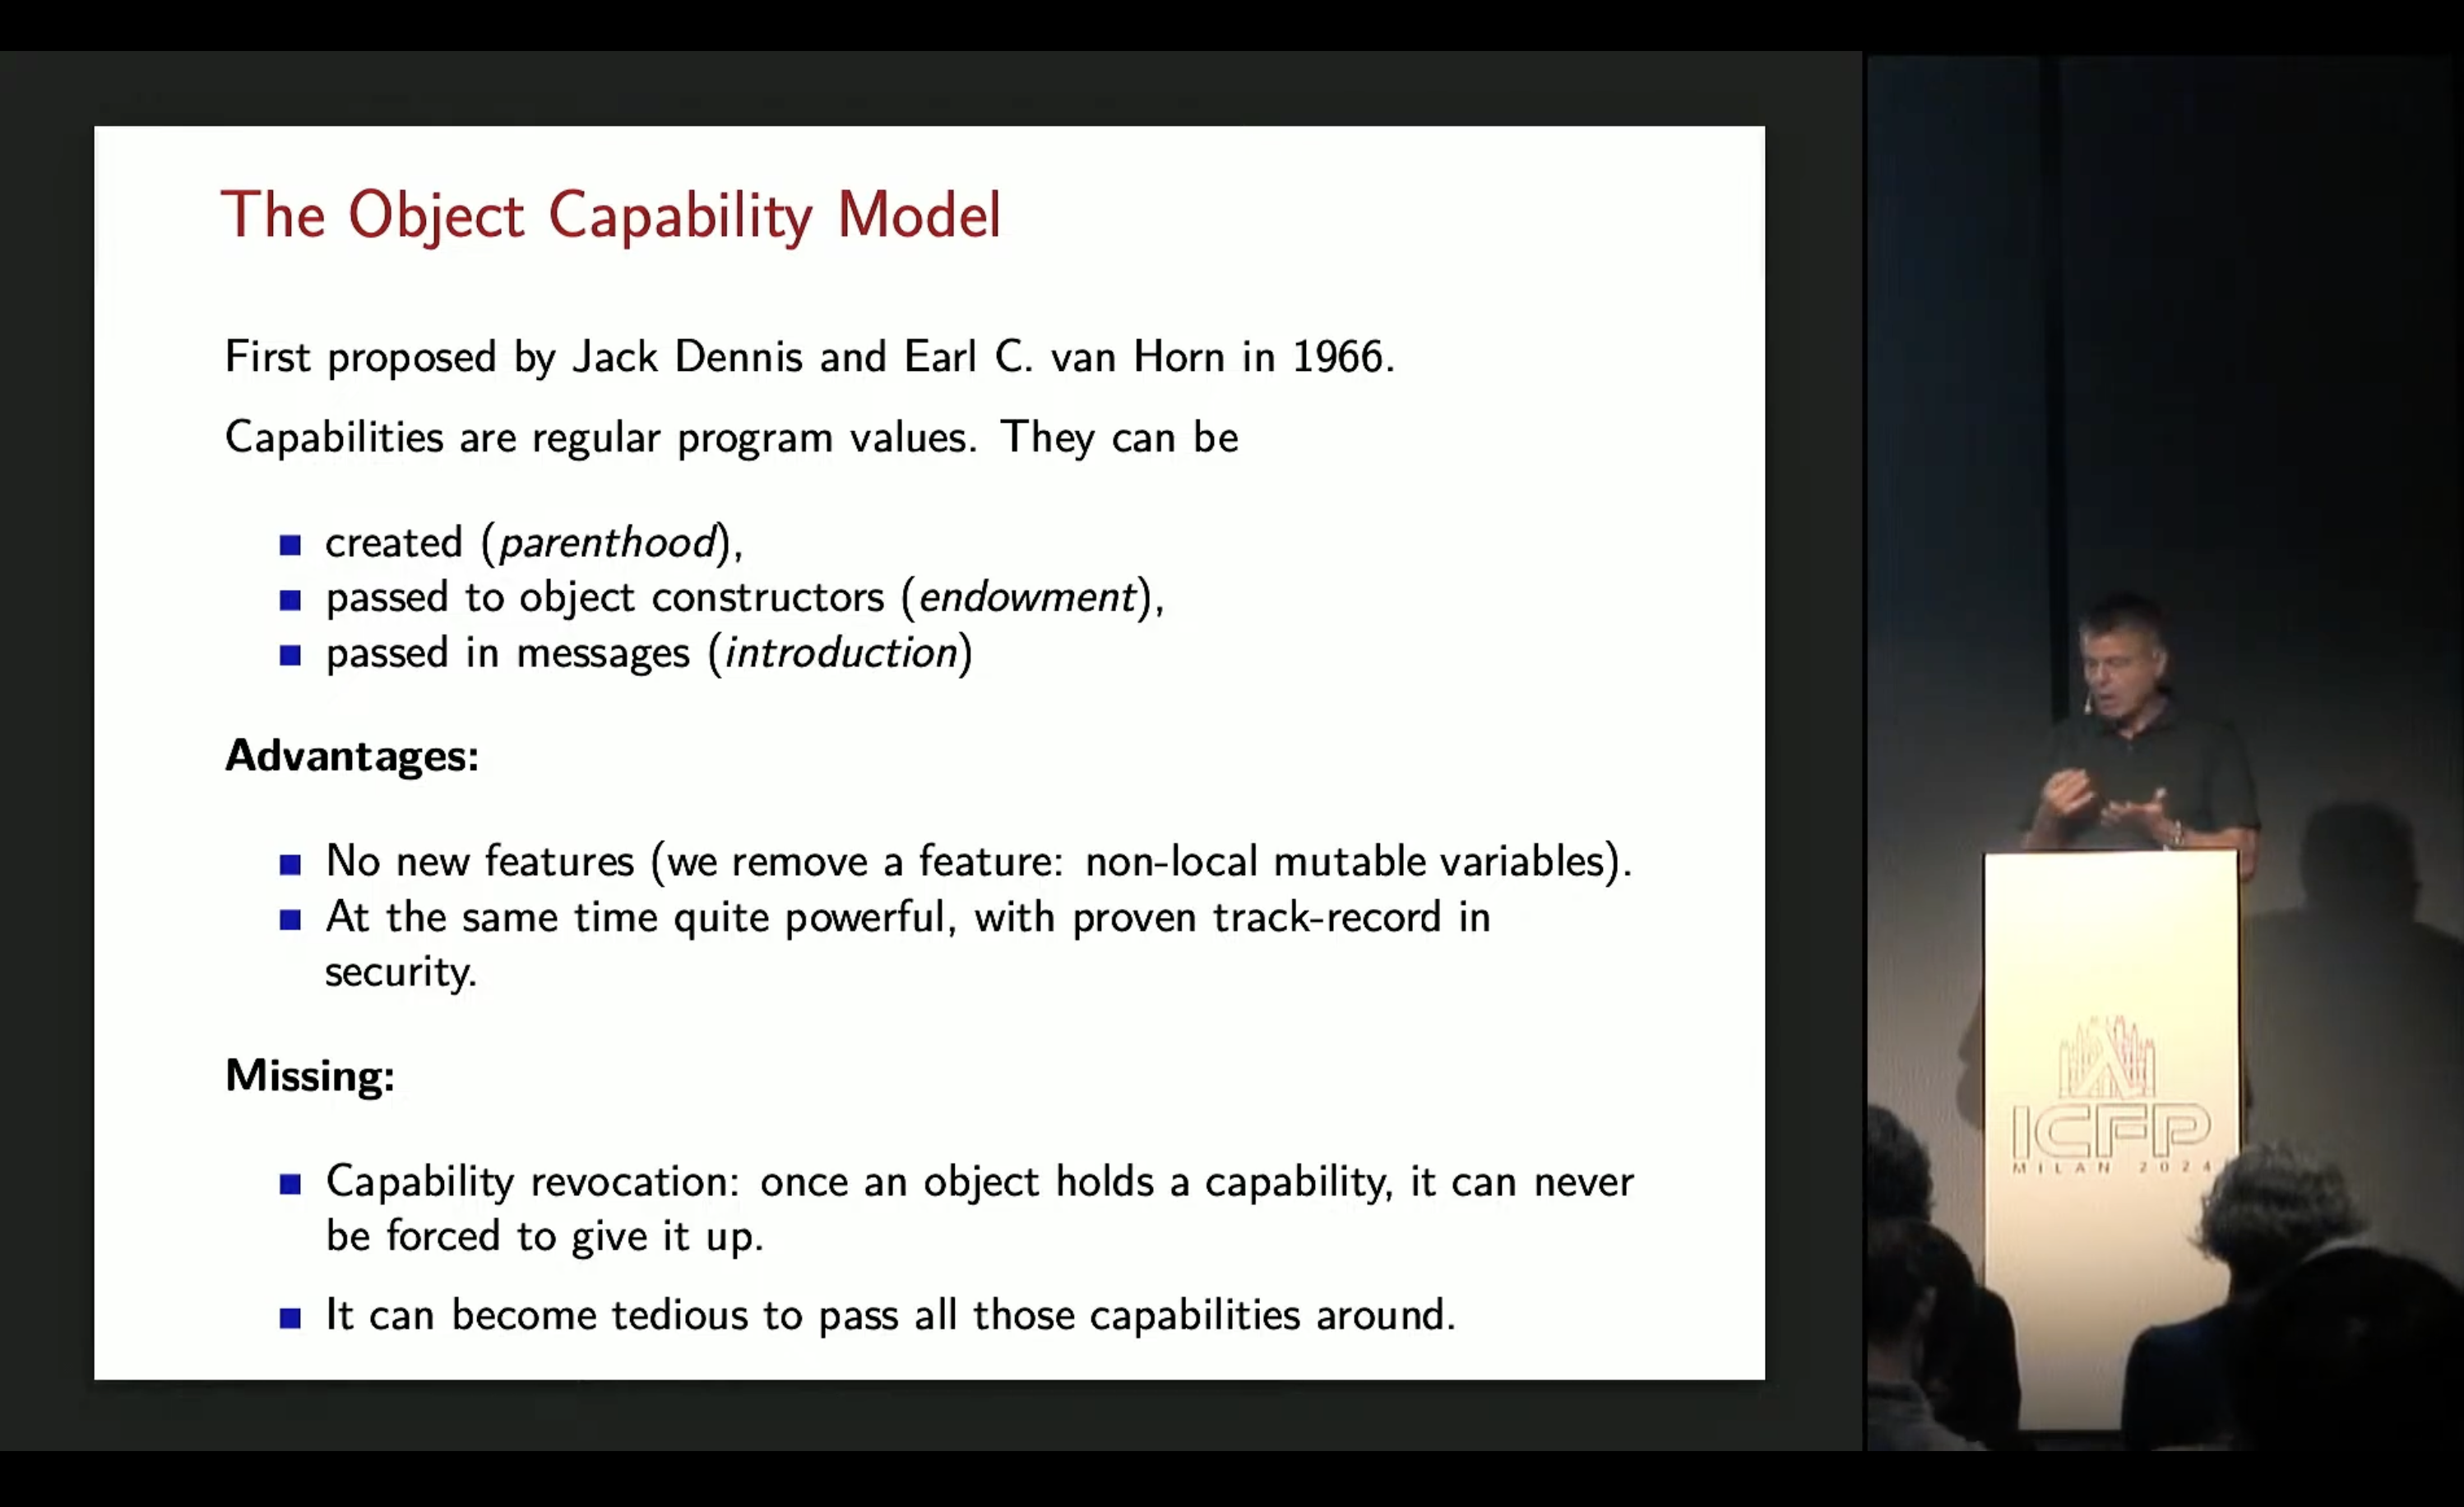 The Object Capability Model
First proposed by Jack Dennis and Earl C. van Horn in 1966.
Capabilities are regular program values. They can be
■ created (parenthood),
■ passed to object constructors (endowment),
■ passed in messages (introduction)
Advantages:
■ No new features (we remove a feature: non-local mutable variables).
■ At the same time quite powerful, with proven track-record in
security.
Missing:
■ Capability revocation: once an object holds a capability, it can never
be forced to give it up.
■ It can become tedious to pass all those capabilities around.
ICFP
MILAN 2024